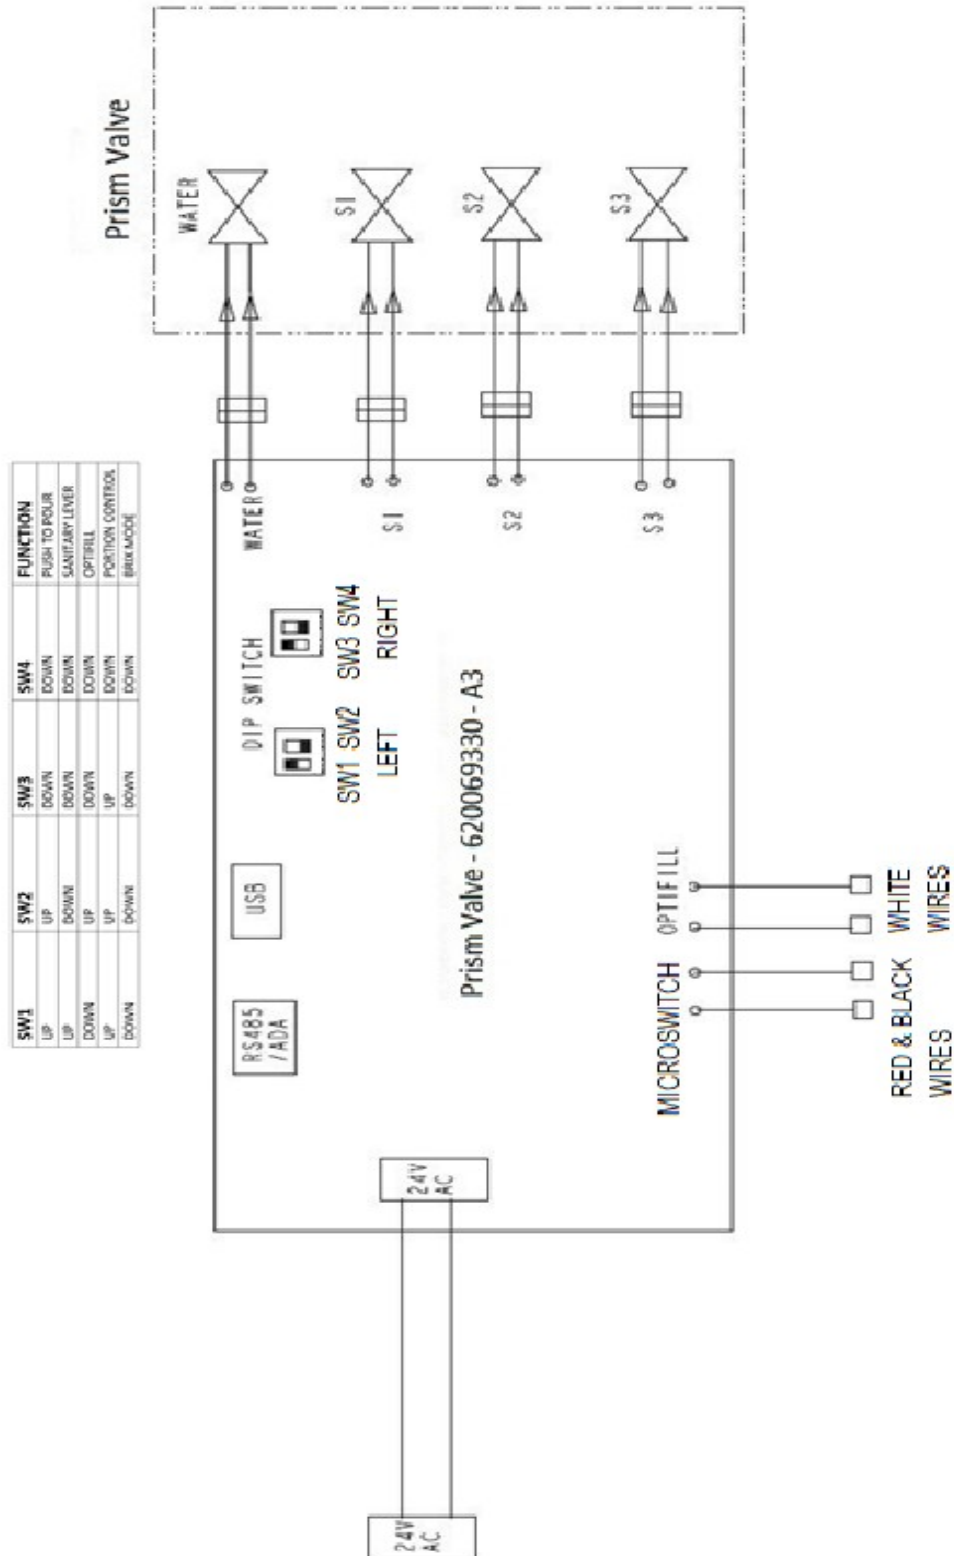 SW1 SW2 SW3 SW4 FUNCTION
UP UP DOWN DOWN PUSH TO POUR
UP DOWN DOWN DOWN SANITARY LEVER
DOWN UP DOWN DOWN OPTIFILL
UP UP UP DOWN PORTION CONTROL
DOWN DOWN DOWN DOWN BRIX MODE
Prism Valve
WATER
S1
S2
S3
24V
AC
24V
AC
RS485
/ADA
USB
DIP SWITCH
SW1 SW2
LEFT
SW3 SW4
RIGHT
WATER
S1
S2
S3
Prism Valve - 620069330 - A3
MICROSWITCH
OPTIFILL
RED & BLACK
WIRES
WHITE
WIRES